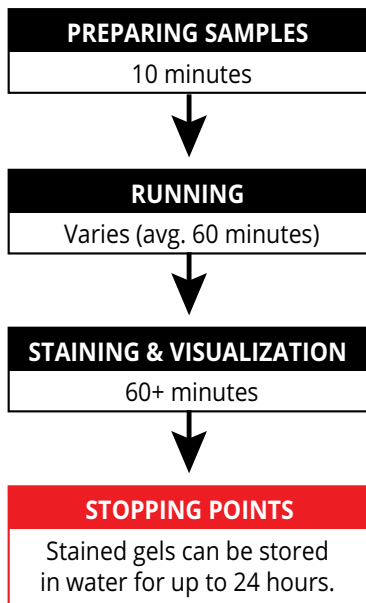 PREPARING SAMPLES
10 minutes
RUNNING
Varies (avg. 60 minutes)
STAINING & VISUALIZATION
60+ minutes
STOPPING POINTS
Stained gels can be stored
in water for up to 24 hours.